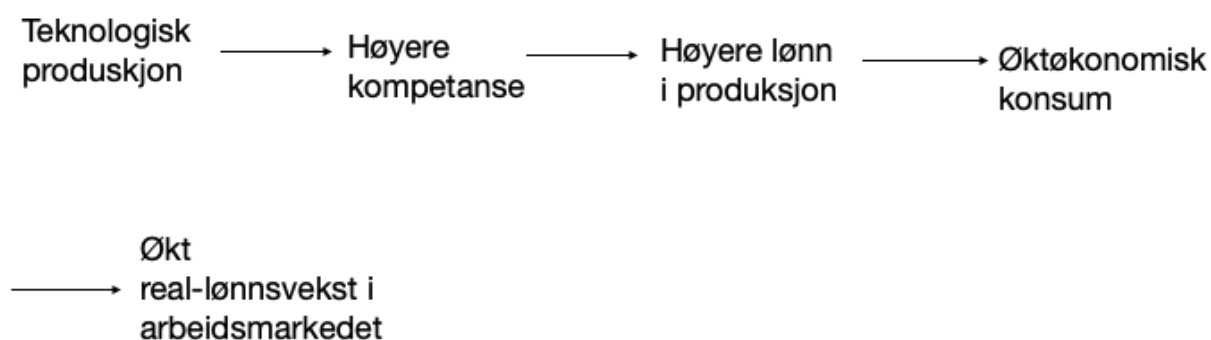 Teknologisk
produskjon
Høyere
kompetanse
Høyere lønn
i produksjon
Øktøkonomisk
konsum
Økt
real-lønnsvekst i
arbeidsmarkedet